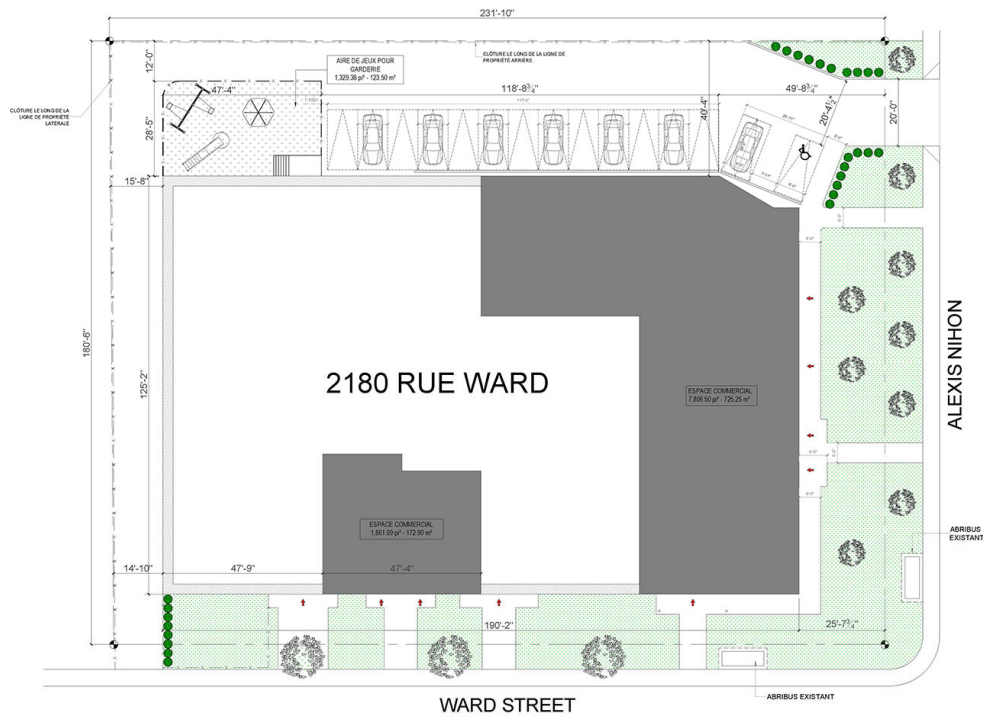 231'-10"
CLÔTURE LE LONG DE LA LIGNE DE
PROPRIÉTÉ ARRIÈRE.
12'-0"
AIRE DE JEUX POUR
GARDERIE
1,329.38 pi² - 123.50 m²
47'-4"
118'-8¾"
49'-8¾"
40'-4"
20'-4½"
20'-0"
CLÔTURE LE LONG DE LA
LIGNE DE PROPRIÉTÉ
LATÉRALE
28'-5"
15'-8"
180'-6"
125'-2"
2180 RUE WARD
ESPACE COMMERCIAL
7,806.50 pi² - 725.25 m²
ALEXIS NIHON
ESPACE COMMERCIAL
1,861.09 pi² - 172.90 m²
ABRIBUS
EXISTANT
14'-10"
47'-9"
47'-4"
190'-2"
25'-7¾"
ABRIBUS EXISTANT
WARD STREET